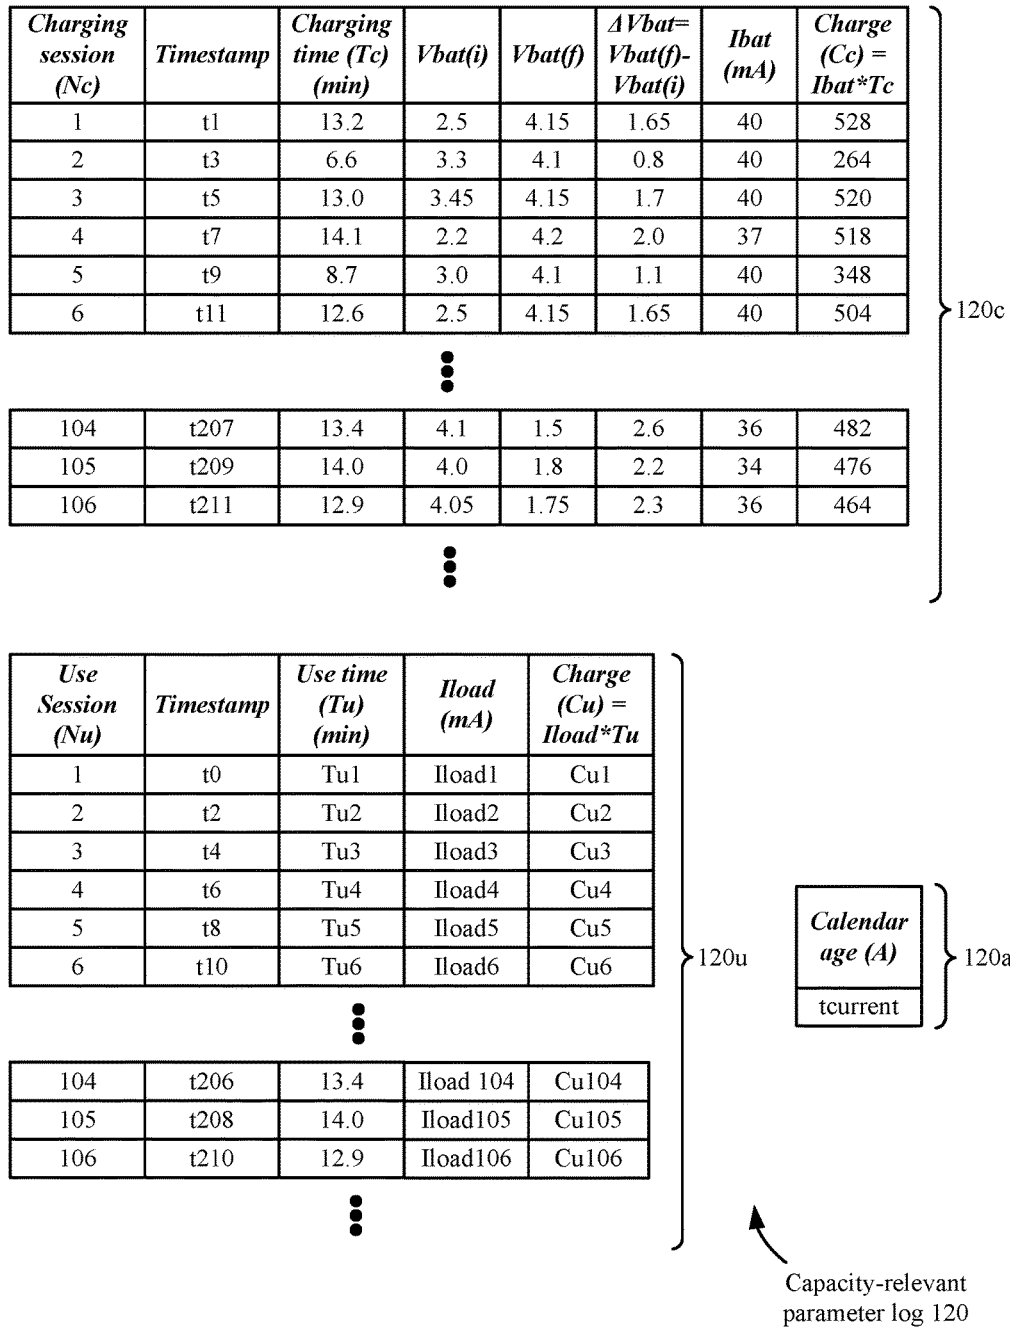 Charging session (Nc) Timestamp Charging time (Tc) (min) Vbat(i) Vbat(f) ΔVbat= Vbat(f)- Vbat(i) Ibat (mA) Charge (Cc) = Ibat*Tc
1 t1 13.2 2.5 4.15 1.65 40 528
2 t3 6.6 3.3 4.1 0.8 40 264
3 t5 13.0 3.45 4.15 1.7 40 520
4 t7 14.1 2.2 4.2 2.0 37 518
5 t9 8.7 3.0 4.1 1.1 40 348
6 t11 12.6 2.5 4.15 1.65 40 504
120c
104 t207 13.4 4.1 1.5 2.6 36 482
105 t209 14.0 4.0 1.8 2.2 34 476
106 t211 12.9 4.05 1.75 2.3 36 464
Use Session (Nu) Timestamp Use time (Tu) (min) Iload (mA) Charge (Cu) = Iload*Tu
1 t0 Tu1 Iload1 Cu1
2 t2 Tu2 Iload2 Cu2
3 t4 Tu3 Iload3 Cu3
4 t6 Tu4 Iload4 Cu4
5 t8 Tu5 Iload5 Cu5
6 t10 Tu6 Iload6 Cu6
104 t206 13.4 Iload 104 Cu104
105 t208 14.0 Iload105 Cu105
106 t210 12.9 Iload106 Cu106
120u
Calendar age (A)
tcurrent
120a
Capacity-relevant
parameter log 120